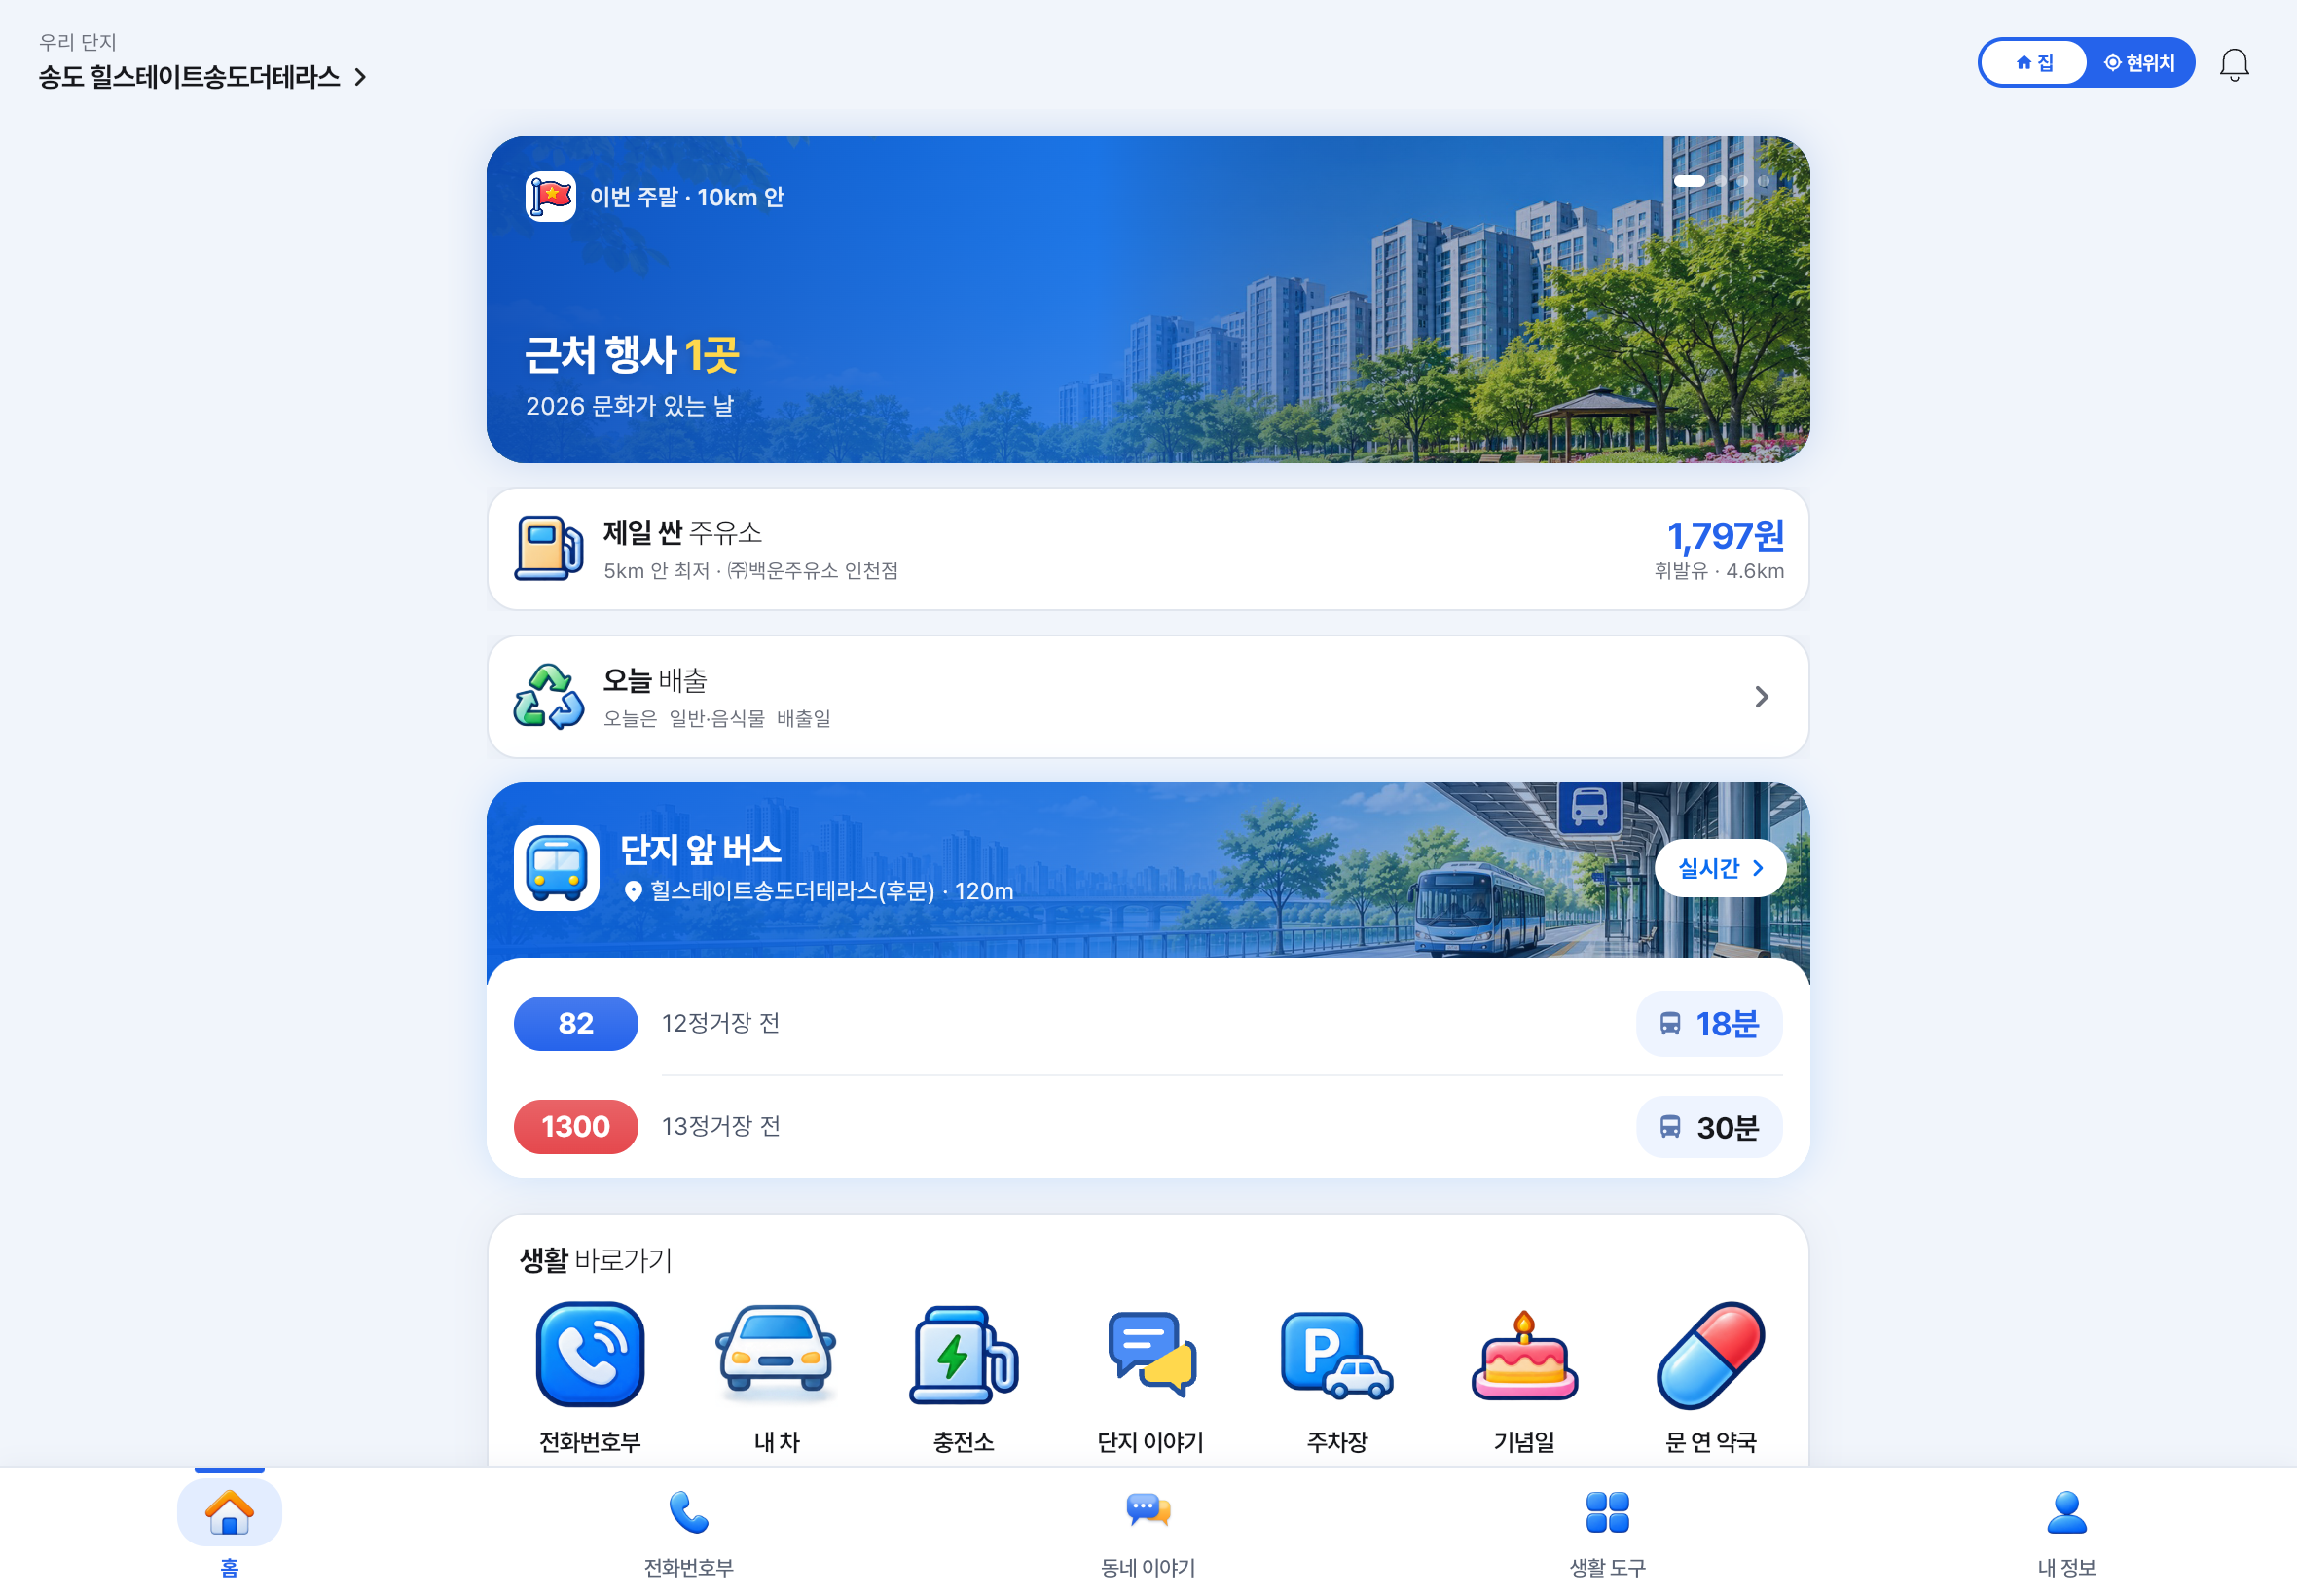 우리 단지
송도 힐스테이트송도더테라스
집
현위치
이번 주말 · 10km 안
근처 행사 1곳
2026 문화가 있는 날
제일 싼 주유소
5km 안 최저 · ㈜백운주유소 인천점
1,797원
휘발유 · 4.6km
오늘 배출
오늘은 일반·음식물 배출일
단지 앞 버스
힐스테이트송도더테라스(후문) · 120m
실시간
82
12정거장 전
18분
1300
13정거장 전
30분
생활 바로가기
P
전화번호부
내 차
충전소
단지 이야기
주차장
기념일
문 연 약국
홈
전화번호부
동네 이야기
생활 도구
내 정보